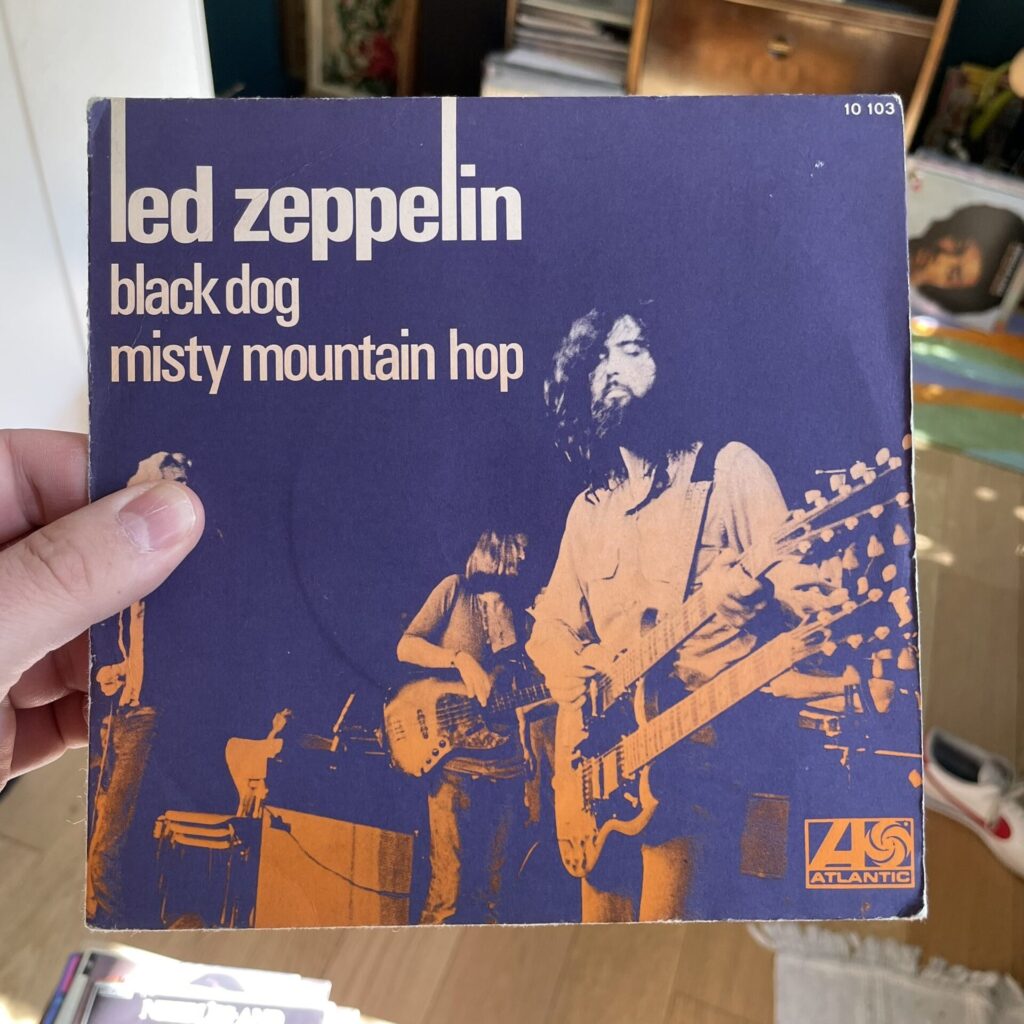 10 103
led zeppelin
black dog
misty mountain hop
ATLANTIC